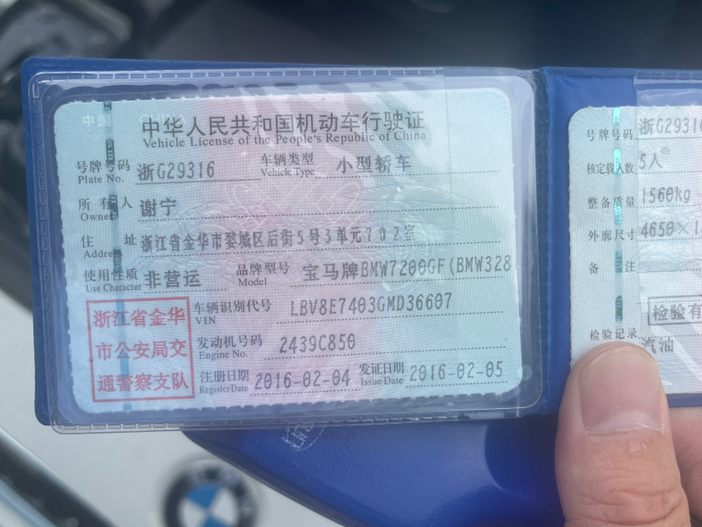 中华人民共和国机动车行驶证
Vehicle License of the People's Republic of China
号牌号码 浙G29316 车辆类型 小型轿车
Plate No. Vehicle Type
所有人 谢宁
Owner
住 址 浙江省金华市婺城区后街5号3单元702室
Address
使用性质 非营运 品牌型号 宝马牌BMW7200GF(BMW328
Use Character Model
浙江省金华
市公安局交
通警察支队
车辆识别代号 LBV8E7403GMD36607
VIN
发动机号码 2439C850
Engine No.
注册日期 2016-02-04 发证日期 2016-02-05
Register Date Issue Date
号牌号码 浙G2931
核定载人数 5人
整备质量 1560kg
外廓尺寸 4650×1
备 注
检验有
检验记录
汽油